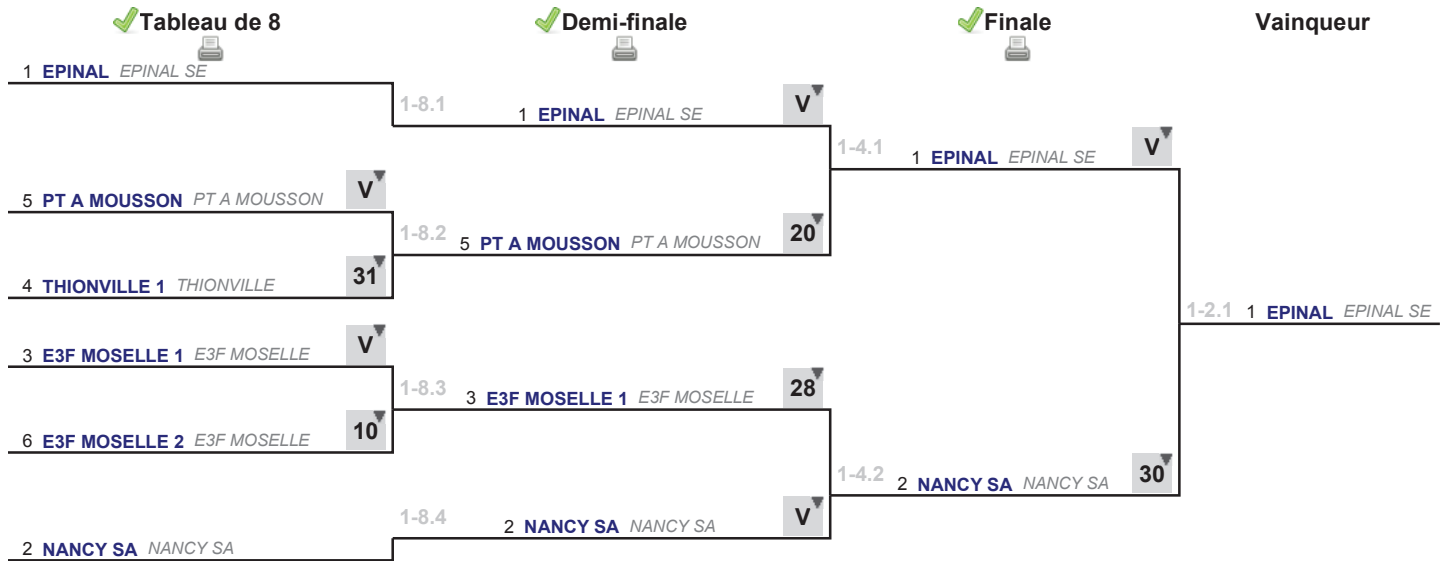 Tableau de 8 Demi-finale Finale Vainqueur
1 EPINAL EPINAL SE
1-8.1 1 EPINAL EPINAL SE V
1-4.1 1 EPINAL EPINAL SE V
5 PT A MOUSSON PT A MOUSSON V
1-8.2 5 PT A MOUSSON PT A MOUSSON 20
4 THIONVILLE 1 THIONVILLE 31
1-2.1 1 EPINAL EPINAL SE
3 E3F MOSELLE 1 E3F MOSELLE V
1-8.3 3 E3F MOSELLE 1 E3F MOSELLE 28
6 E3F MOSELLE 2 E3F MOSELLE 10
1-4.2 2 NANCY SA NANCY SA 30
1-8.4 2 NANCY SA NANCY SA V
2 NANCY SA NANCY SA